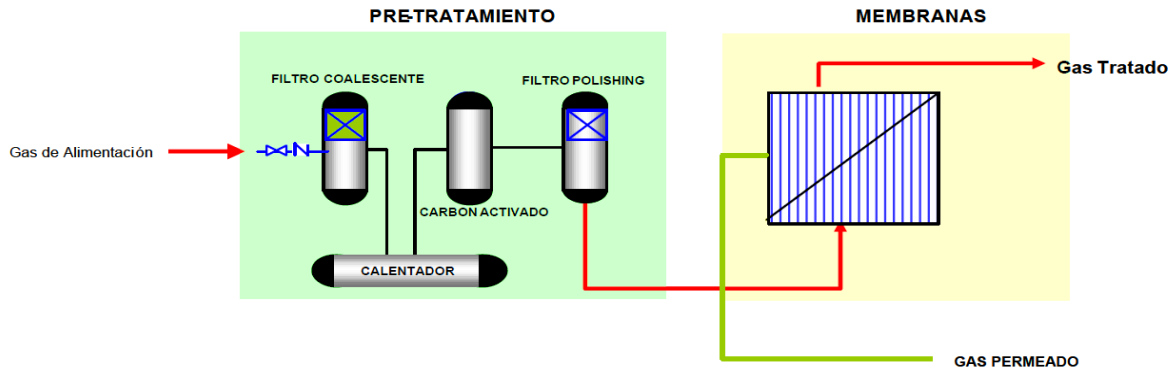 PRE-TRATAMIENTO
MEMBRANAS
FILTRO COALESCENTE
FILTRO POLISHING
Gas Tratado
Gas de Alimentación
CARBON ACTIVADO
CALENTADOR
GAS PERMEADO